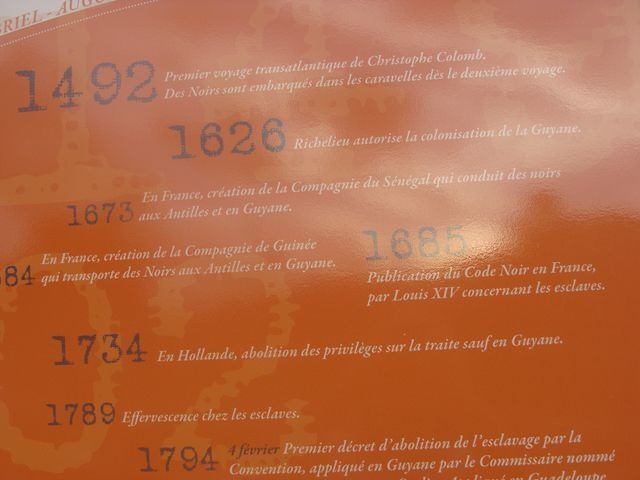 1492 Premier voyage transatlantique de Christophe Colomb.
Des Noirs sont embarqués dans les caravelles dès le deuxième voyage.
1626 Richelieu autorise la colonisation de la Guyane.
En France, création de la Compagnie du Sénégal qui conduit des noirs
1673 aux Antilles et en Guyane.
En France, création de la Compagnie de Guinée
684 qui transporte des Noirs aux Antilles et en Guyane.
1685
Publication du Code Noir en France,
par Louis XIV concernant les esclaves.
1734 En Hollande, abolition des privilèges sur la traite sauf en Guyane.
1789 Effervescence chez les esclaves.
1794 4 février Premier décret d'abolition de l'esclavage par la
Convention, appliqué en Guyane par le Commissaire nommé
en Guadeloupe